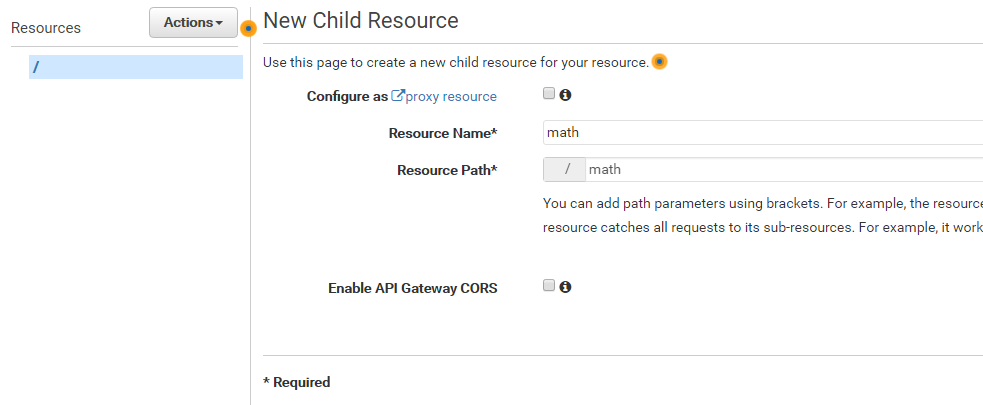 Resources
Actions
/
New Child Resource
Use this page to create a new child resource for your resource.
Configure as proxy resource
Resource Name*
math
Resource Path*
/ math
You can add path parameters using brackets. For example, the resource
resource catches all requests to its sub-resources. For example, it work
Enable API Gateway CORS
* Required